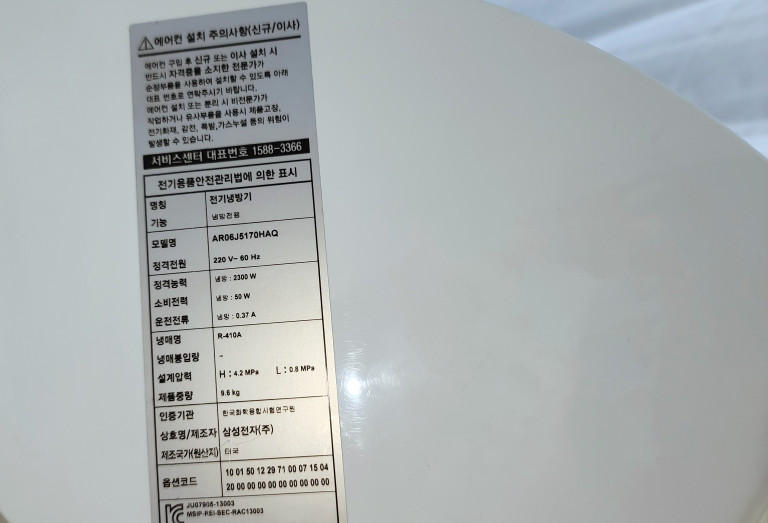 ⚠에어컨 설치 주의사항(신규/이사)
에어컨 구입 후 신규 또는 이사 설치 시
반드시 자격증을 소지한 전문가가
순정부품을 사용하여 설치할 수 있도록 아래
대표 번호로 연락주시기 바랍니다.
에어컨 설치 또는 분리 시 비전문가가
작업하거나 유사부품을 사용시 제품고장,
전기화재, 감전, 폭발,가스누설 등의 위험이
발생할 수 있습니다.
서비스센터 대표번호 1588-3366
전기용품안전관리법에 의한 표시
명칭 전기냉방기
기능 냉방전용
모델명 AR06J5170HAQ
정격전원 220 V~ 60 Hz
정격능력 냉방 : 2300 W
소비전력 냉방 : 50 W
운전전류 냉방 : 0.37 A
냉매명 R-410A
냉매봉입량 -
설계압력 H : 4.2 MPa L : 0.8 MPa
제품중량 9.6 kg
인증기관 한국화학융합시험연구원
상호명/제조자 삼성전자(주)
제조국가(원산지) 태국
옵션코드 10 01 50 12 29 71 00 07 15 04
20 00 00 00 00 00 00 00 00 00
JU07905-13003
MSIP-REI-SEC-RAC13003